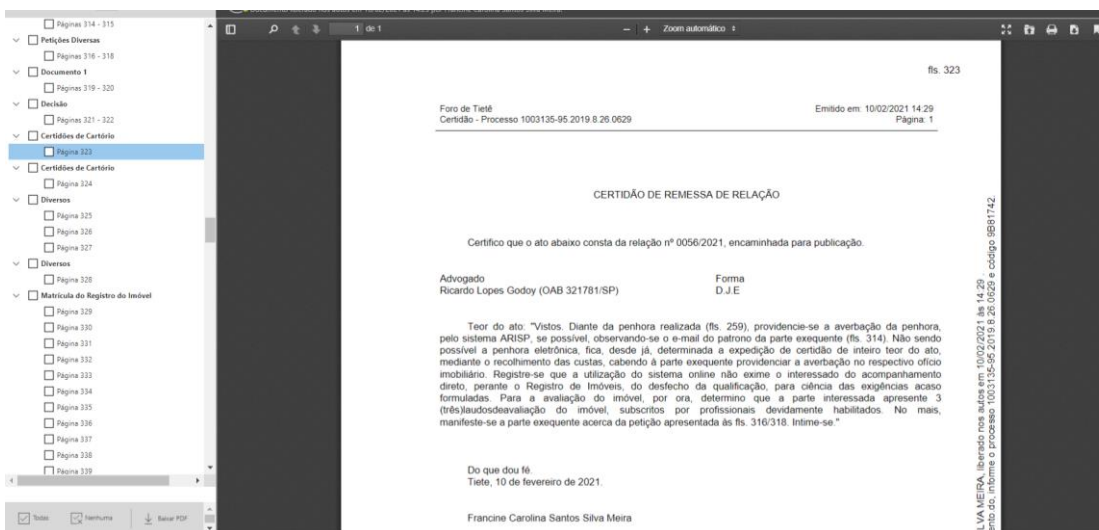 Páginas 314 - 315
Petições Diversas
Páginas 316 - 318
Documento 1
Páginas 319 - 320
Decisão
Páginas 321 - 322
Certidões de Cartório
Página 323
Certidões de Cartório
Página 324
Diversos
Página 325
Página 326
Página 327
Diversos
Página 328
Matrícula do Registro do Imóvel
Página 329
Página 330
Página 331
Página 332
Página 333
Página 334
Página 335
Página 336
Página 337
Página 338
Página 339
Todas
Nenhuma
Baixar PDF
1 de 1
Zoom automático
fls. 323
Foro de Tietê
Certidão - Processo 1003135-95.2019.8.26.0629
Emitido em: 10/02/2021 14:29
Página: 1
CERTIDÃO DE REMESSA DE RELAÇÃO
Certifico que o ato abaixo consta da relação nº 0056/2021, encaminhada para publicação.
Advogado
Ricardo Lopes Godoy (OAB 321781/SP)
Forma
D.J.E
Teor do ato: "Vistos. Diante da penhora realizada (fls. 259), providencie-se a averbação da penhora,
pelo sistema ARISP, se possível, observando-se o e-mail do patrono da parte exequente (fls. 314). Não sendo
possível a penhora eletrônica, fica, desde já, determinada a expedição de certidão de inteiro teor do ato,
mediante o recolhimento das custas, cabendo à parte exequente providenciar a averbação no respectivo ofício
imobiliário. Registre-se que a utilização do sistema online não exime o interessado do acompanhamento
direto, perante o Registro de Imóveis, do desfecho da qualificação, para ciência das exigências acaso
formuladas. Para a avaliação do imóvel, por ora, determino que a parte interessada apresente 3
(três)laudosdeavaliação do imóvel, subscritos por profissionais devidamente habilitados. No mais,
manifeste-se a parte exequente acerca da petição apresentada às fls. 316/318. Intime-se."
Do que dou fé.
Tiete, 10 de fevereiro de 2021.
Francine Carolina Santos Silva Meira
LVA MEIRA, liberado nos autos em 10/02/2021 às 14:29 .
nto do, informe o processo 1003135-95.2019.8.26.0629 e código 9B81742.